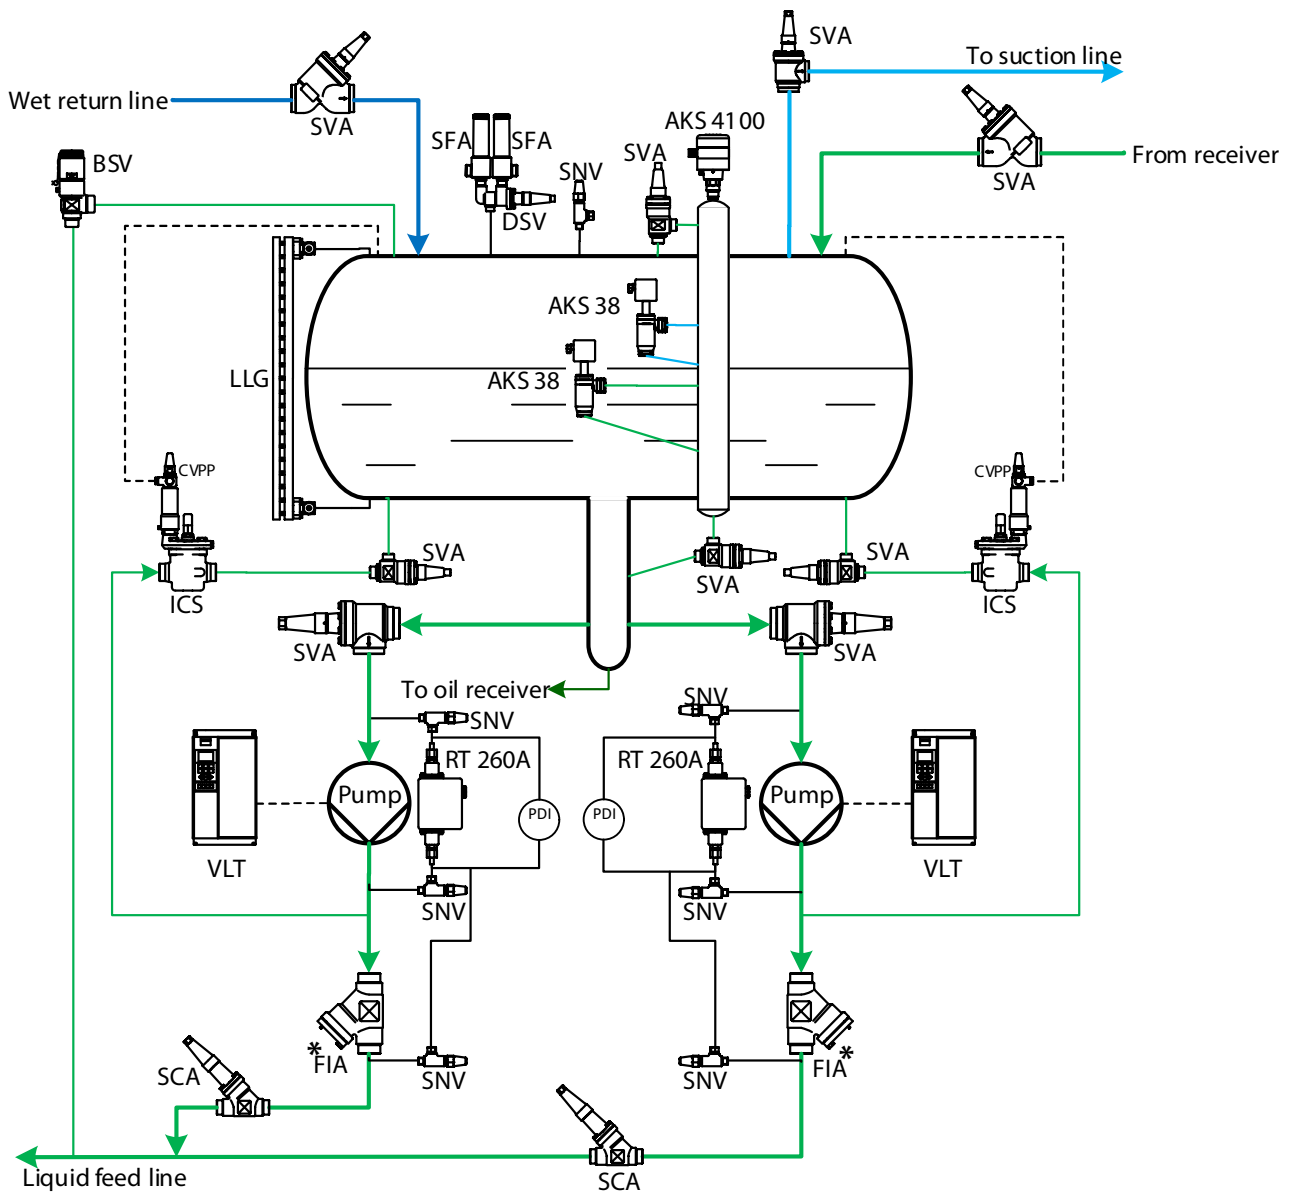 SVA
To suction line
Wet return line
SVA
SFA
SFA
AKS 4100
SVA
SNV
BSV
From receiver
SVA
DSV
AKS 38
AKS 38
LLG
CVPP
CVPP
SVA
SVA
SVA
ICS
ICS
SVA
SVA
To oil receiver
SNV
SNV
RT 260A
RT 260A
Pump
PDI
PDI
Pump
VLT
VLT
SNV
SNV
*
FIA
FIA
*
SCA
SNV
SNV
Liquid feed line
SCA